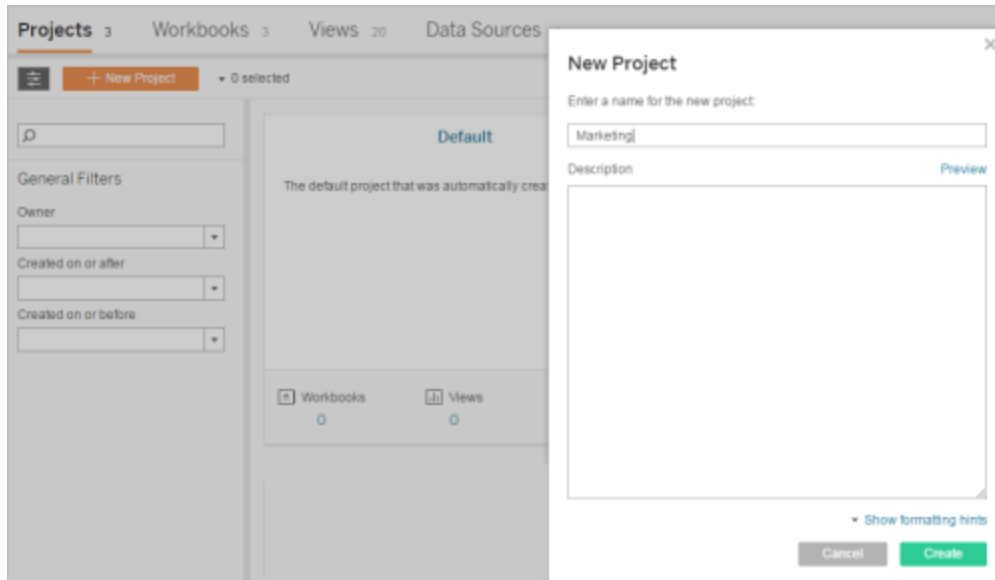 Projects 3 Workbooks 3 Views 20 Data Sources
+ New Project 0 selected
General Filters
Owner
Created on or after
Created on or before
Default
The default project that was automatically crea
Workbooks Views
0 0
New Project
Enter a name for the new project:
Marketing
Description Preview
Show formatting hints
Cancel Create